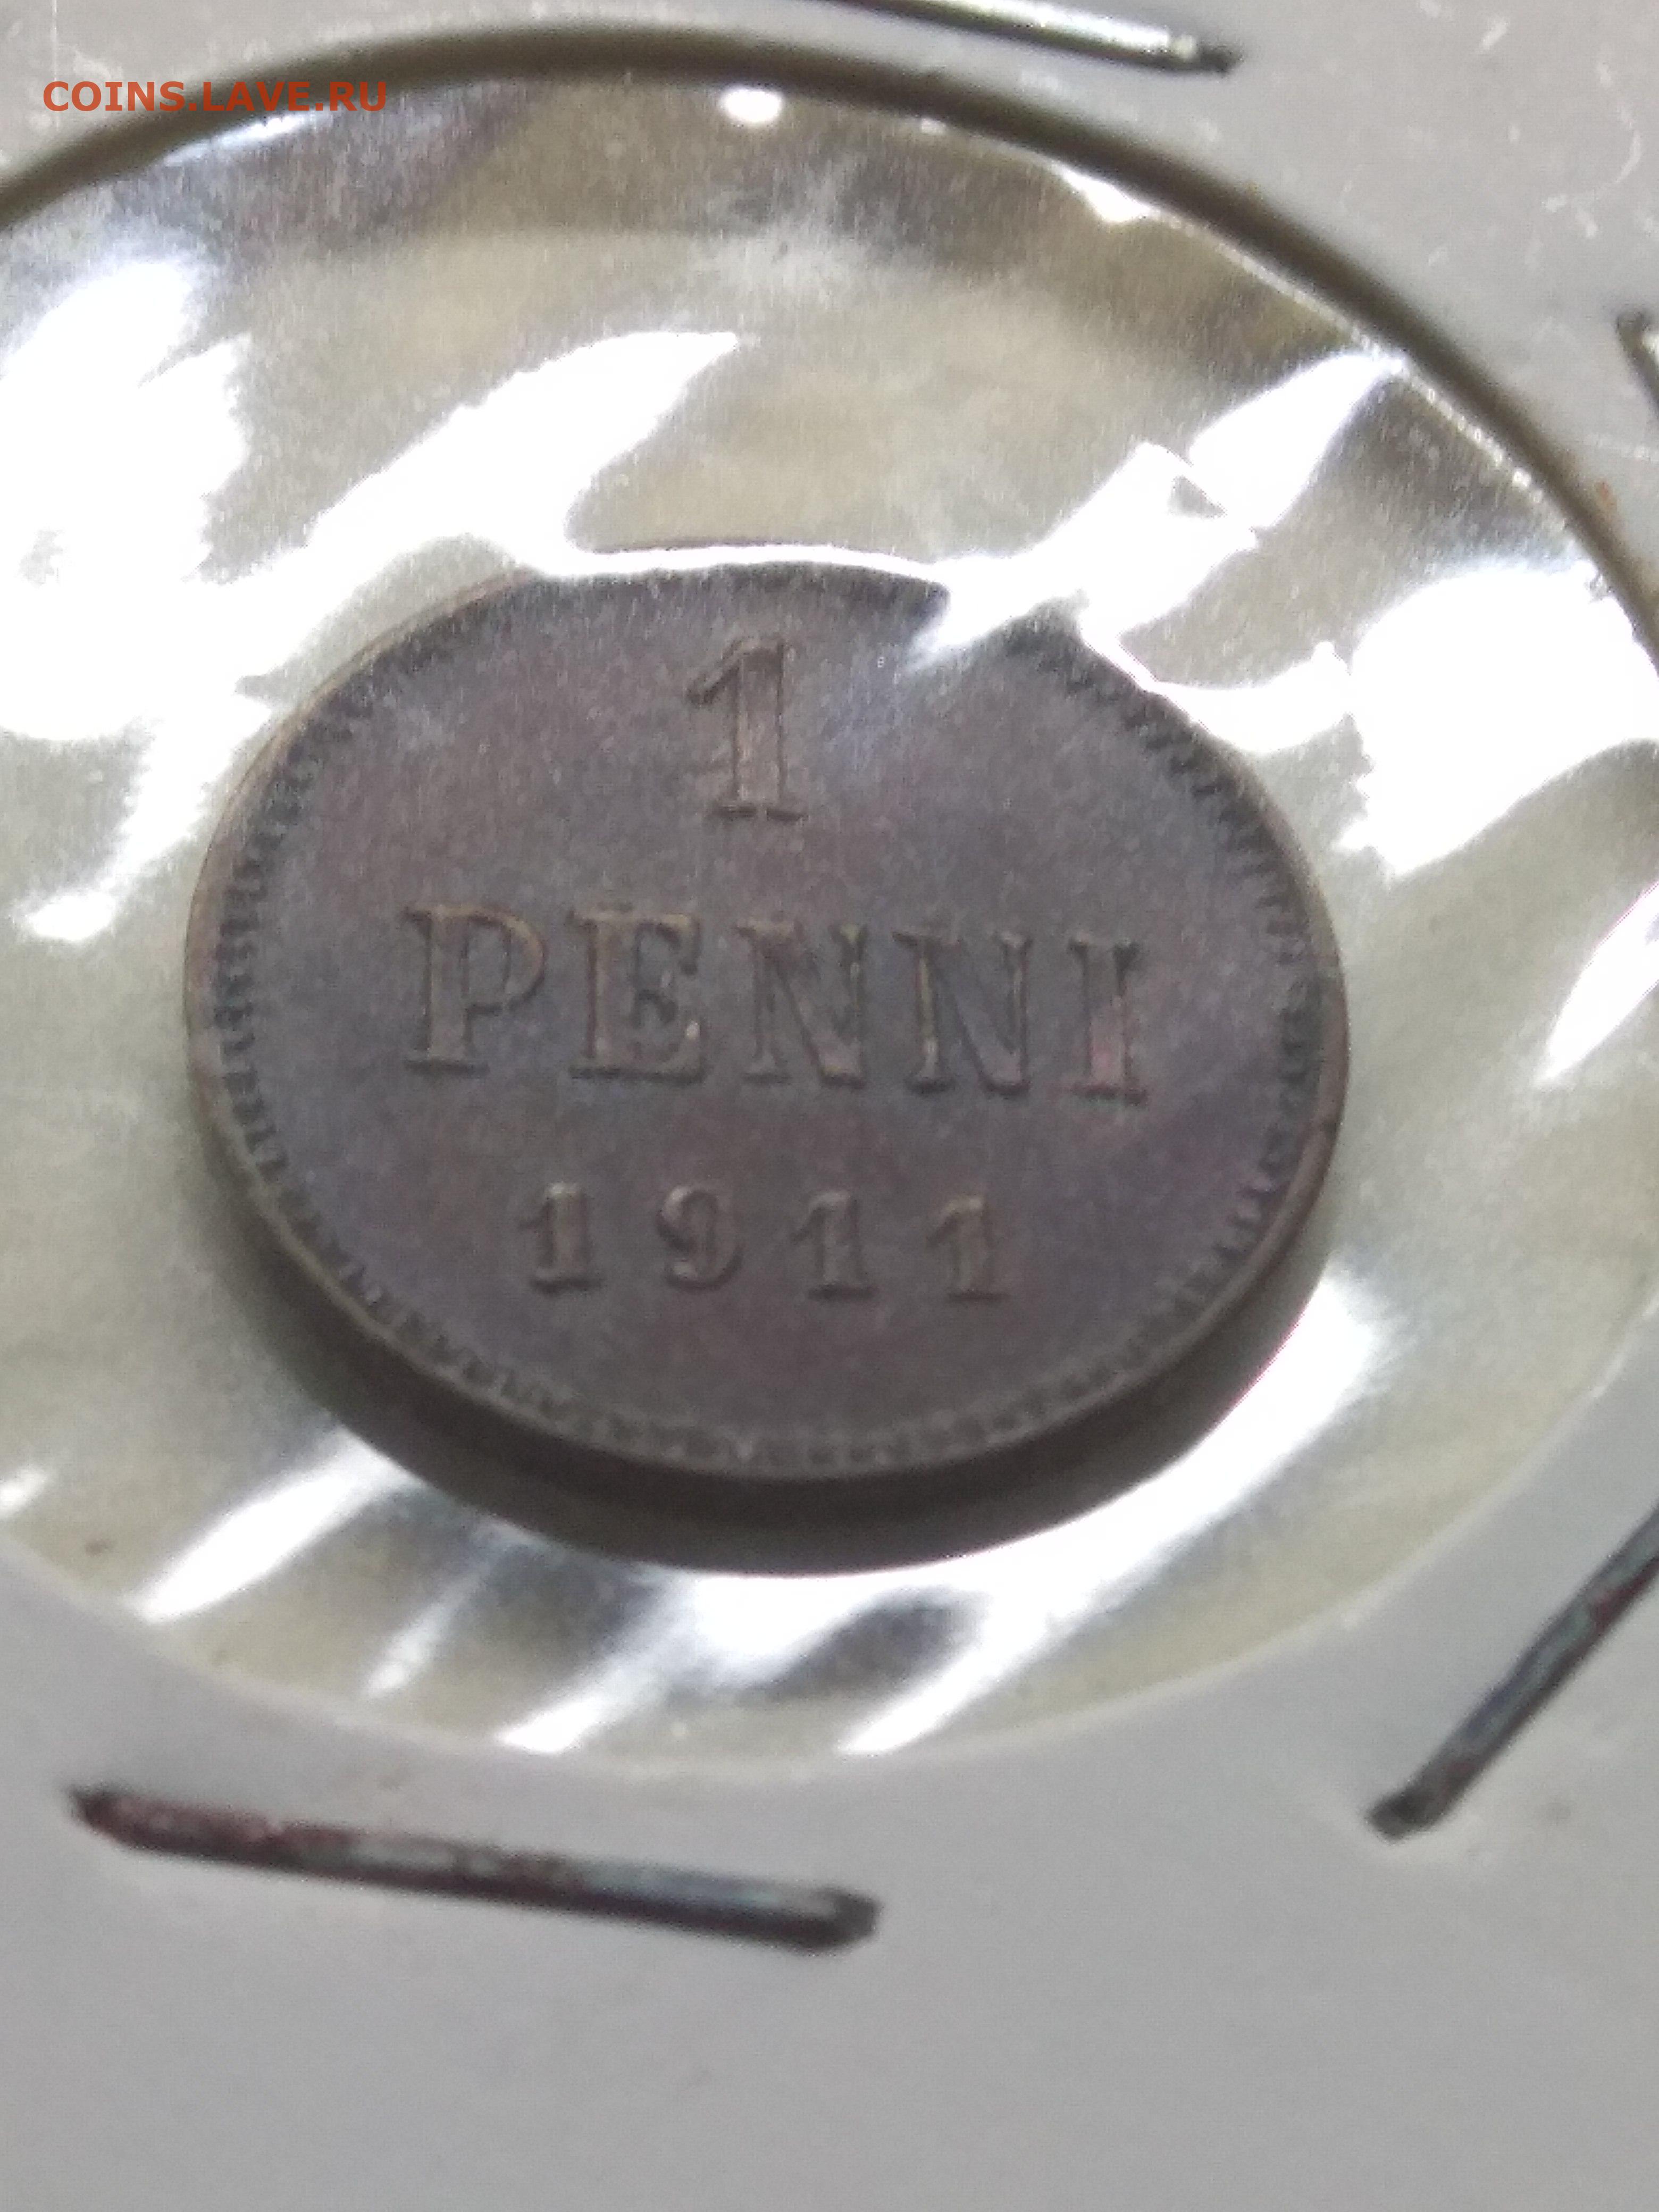 COINS.LAVE.RU
1
PENNI
1911